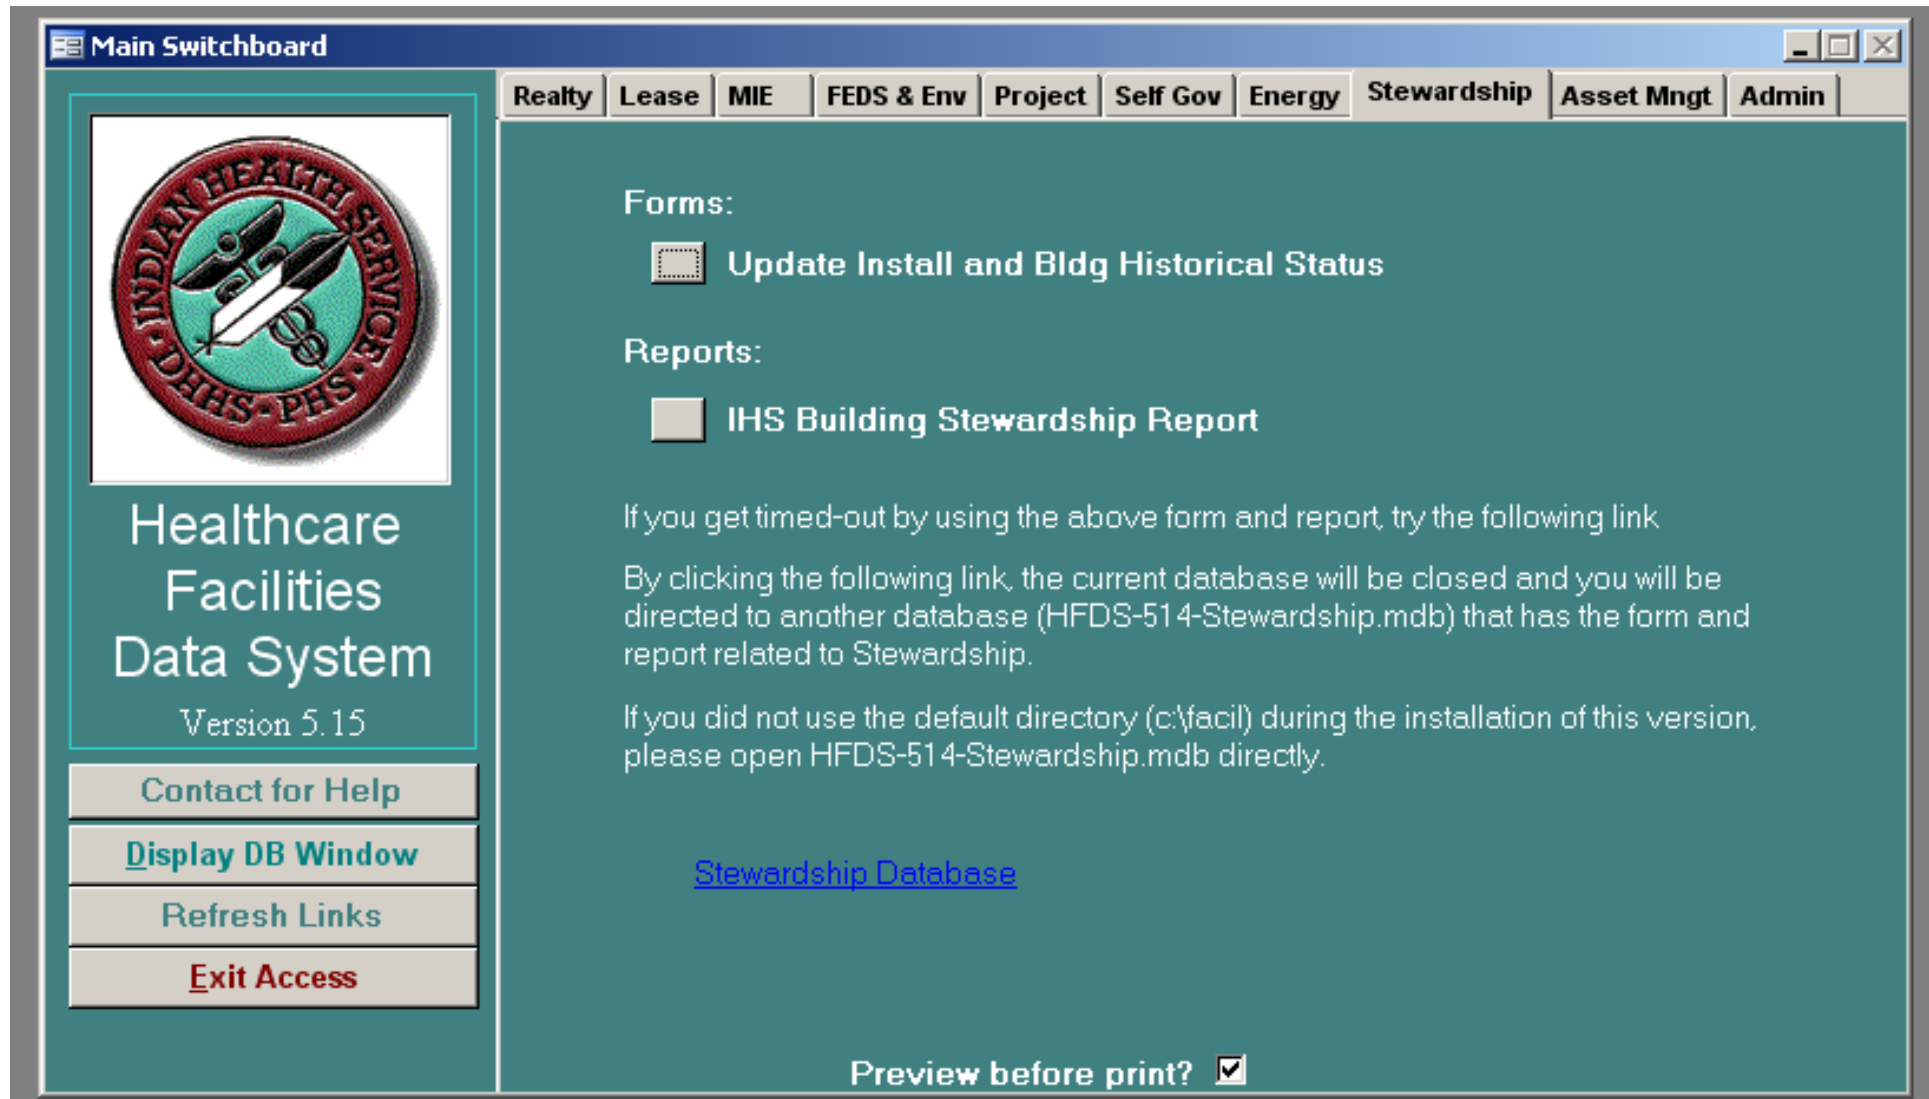 Main Switchboard
Realty Lease MIE FEDS & Env Project Self Gov Energy Stewardship Asset Mngt Admin
INDIAN HEALTH SERVICE
DHHS - PHS
Healthcare
Facilities
Data System
Version 5.15
Contact for Help
Display DB Window
Refresh Links
Exit Access
Forms:
Update Install and Bldg Historical Status
Reports:
IHS Building Stewardship Report
If you get timed-out by using the above form and report, try the following link
By clicking the following link, the current database will be closed and you will be
directed to another database (HFDS-514-Stewardship.mdb) that has the form and
report related to Stewardship.
If you did not use the default directory (c:\facil) during the installation of this version,
please open HFDS-514-Stewardship.mdb directly.
Stewardship Database
Preview before print?